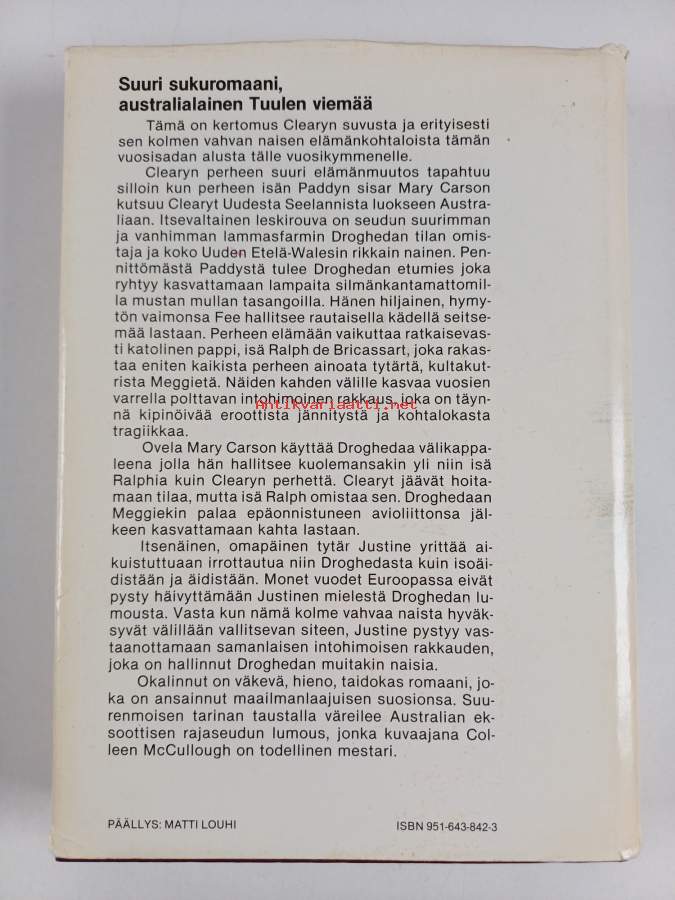 Suuri sukuromaani,
australialainen Tuulen viemää
Tämä on kertomus Clearyn suvusta ja erityisesti
sen kolmen vahvan naisen elämänkohtaloista tämän
vuosisadan alusta tälle vuosikymmenelle.
Clearyn perheen suuri elämänmuutos tapahtuu
silloin kun perheen isän Paddyn sisar Mary Carson
kutsuu Clearyt Uudesta Seelannista luokseen Austra-
liaan. Itsevaltainen leskirouva on seudun suurimman
ja vanhimman lammasfarmin Droghedan tilan omis-
taja ja koko Uuden Etelä-Walesin rikkain nainen. Pen-
nittömästä Paddystä tulee Droghedan etumies joka
ryhtyy kasvattamaan lampaita silmänkantamattomil-
la mustan mullan tasangoilla. Hänen hiljainen, hymy-
tön vaimonsa Fee hallitsee rautaisella kädellä seitse-
mää lastaan. Perheen elämään vaikuttaa ratkaisevas-
ti katolinen pappi, isä Ralph de Bricassart, joka rakas-
taa eniten kaikista perheen ainoata tytärtä, kultakut-
rista Meggietä. Näiden kahden välille kasvaa vuosien
varrella polttavan intohimoinen rakkaus, joka on täyn-
Antikvariaatti.net
nä kipinöivää eroottista jännitystä ja kohtalokasta
tragiikkaa.
Ovela Mary Carson käyttää Droghedaa välikappa-
leena jolla hän hallitsee kuolemansakin yli niin isä
Ralphia kuin Clearyn perhettä. Clearyt jäävät hoita-
maan tilaa, mutta isä Ralph omistaa sen. Droghedaan
Meggiekin palaa epäonnistuneen avioliittonsa jäl-
keen kasvattamaan kahta lastaan.
Itsenäinen, omapäinen tytär Justine yrittää ai-
kuistuttuaan irrottautua niin Droghedasta kuin isoäi-
distään ja äidistään. Monet vuodet Euroopassa eivät
pysty häivyttämään Justinen mielestä Droghedan lu-
mousta. Vasta kun nämä kolme vahvaa naista hyväk-
syvät välillään vallitsevan siteen, Justine pystyy vas-
taanottamaan samanlaisen intohimoisen rakkauden,
joka on hallinnut Droghedan muitakin naisia.
Okalinnut on väkevä, hieno, taidokas romaani, jo-
ka on ansainnut maailmanlaajuisen suosionsa. Suu-
renmoisen tarinan taustalla väreilee Australian ek-
soottisen rajaseudun lumous, jonka kuvaajana Col-
leen McCullough on todellinen mestari.
PÄÄLLYS: MATTI LOUHI
ISBN 951-643-842-3